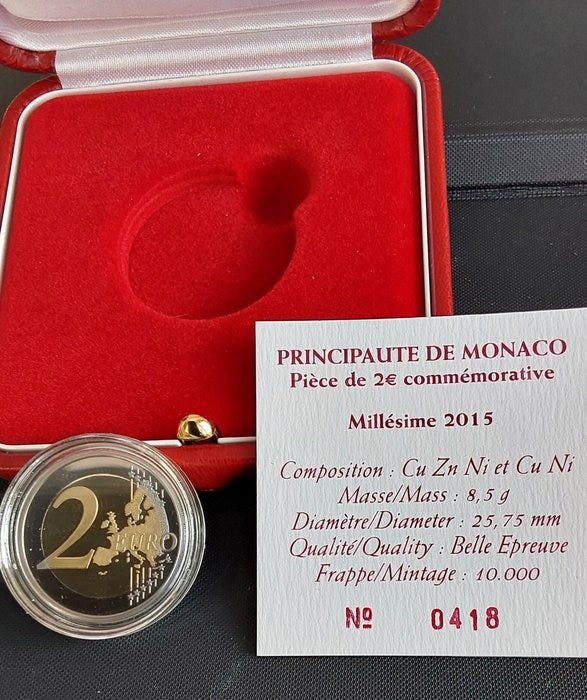 PRINCIPAUTE DE MONACO
Pièce de 2€ commémorative
Millésime 2015
Composition : Cu Zn Ni et Cu Ni
Masse/Mass : 8,5 g
Diamètre/Diameter : 25,75 mm
Qualité/Quality : Belle Epreuve
Frappe/Mintage : 10.000
Nº 0418
2 EURO